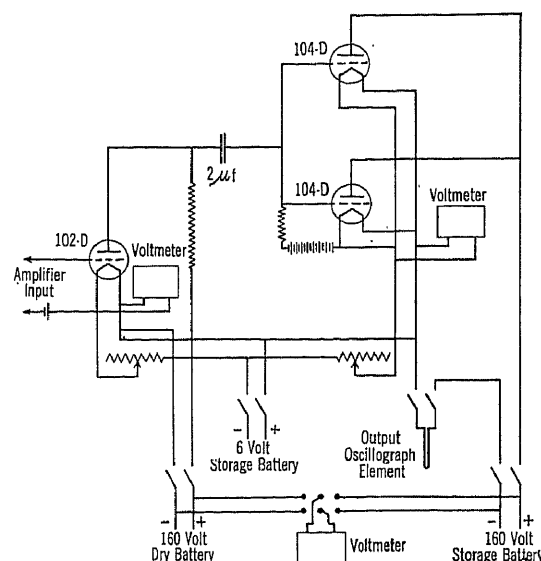 104-D
2μf
104-D
Voltmeter
102-D
Voltmeter
Amplifier
Input
- +
6 Volt
Storage Battery
Output
Oscillograph
Element
- +
160 Volt
Dry Battery
Voltmeter
- +
160 Volt
Storage Battery